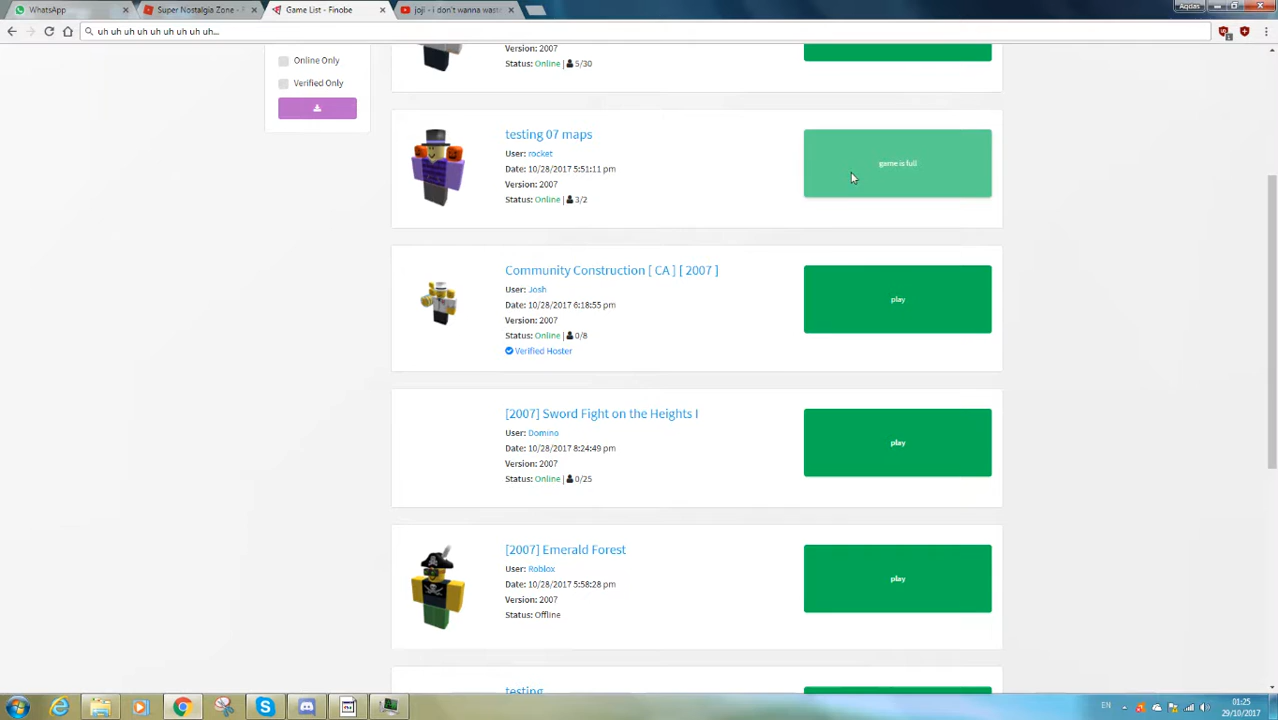 Aqdas
WhatsApp
Super Nostalgia Zone - F
Game List - Finobe
joji - i don't wanna wast
uh uh uh uh uh uh uh uh uh...
Online Only
Verified Only
Version: 2007
Status: Online | 5/30
testing 07 maps
User: rocket
Date: 10/28/2017 5:51:11 pm
Version: 2007
Status: Online | 3/2
game is full
Community Construction [ CA ] [ 2007 ]
User: Josh
Date: 10/28/2017 6:18:55 pm
Version: 2007
Status: Online | 0/8
Verified Hoster
play
[2007] Sword Fight on the Heights I
User: Domino
Date: 10/28/2017 8:24:49 pm
Version: 2007
Status: Online | 0/25
play
[2007] Emerald Forest
User: Roblox
Date: 10/28/2017 5:58:28 pm
Version: 2007
Status: Offline
play
testing
EN
01:25
29/10/2017